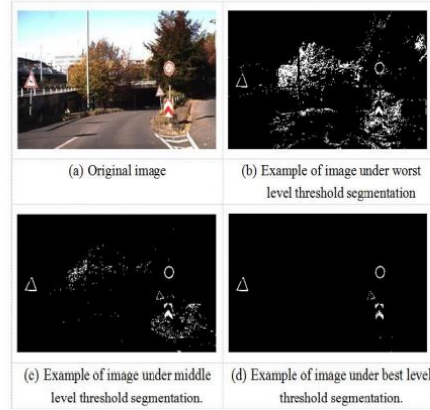 (a) Original image
(b) Example of image under worst
level threshold segmentation
(c) Example of image under middle
level threshold segmentation.
(d) Example of image under best level
threshold segmentation.